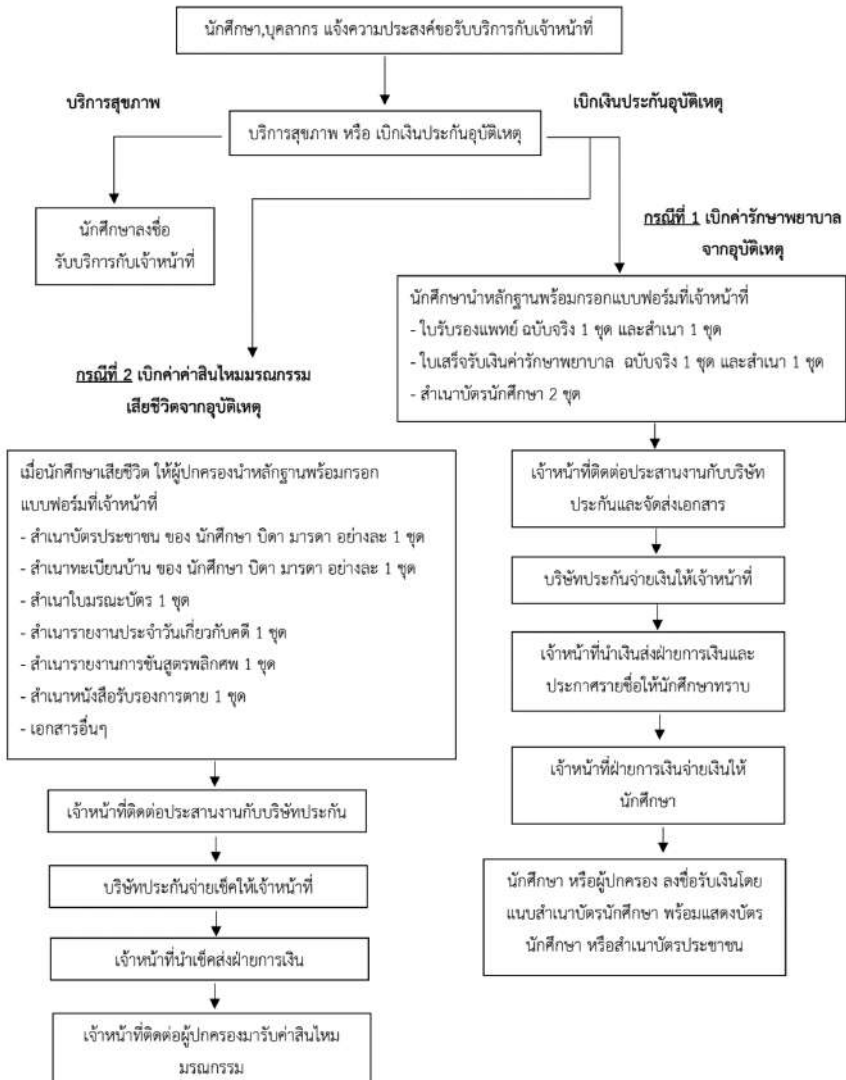 นักศึกษา,บุคลากร แจ้งความประสงค์ขอรับบริการกับเจ้าหน้าที่
บริการสุขภาพ
เบิกเงินประกันอุบัติเหตุ
บริการสุขภาพ หรือ เบิกเงินประกันอุบัติเหตุ
นักศึกษาลงชื่อ
รับบริการกับเจ้าหน้าที่
กรณีที่ 1 เบิกค่ารักษาพยาบาล
จากอุบัติเหตุ
นักศึกษานำหลักฐานพร้อมกรอกแบบฟอร์มที่เจ้าหน้าที่
- ใบรับรองแพทย์ ฉบับจริง 1 ชุด และสำเนา 1 ชุด
- ใบเสร็จรับเงินค่ารักษาพยาบาล ฉบับจริง 1 ชุด และสำเนา 1 ชุด
- สำเนาบัตรนักศึกษา 2 ชุด
กรณีที่ 2 เบิกค่าค่าสินไหมมรณกรรม
เสียชีวิตจากอุบัติเหตุ
เมื่อนักศึกษาเสียชีวิต ให้ผู้ปกครองนำหลักฐานพร้อมกรอก
แบบฟอร์มที่เจ้าหน้าที่
- สำเนาบัตรประชาชน ของ นักศึกษา บิดา มารดา อย่างละ 1 ชุด
- สำเนาทะเบียนบ้าน ของ นักศึกษา บิดา มารดา อย่างละ 1 ชุด
- สำเนาใบมรณะบัตร 1 ชุด
- สำเนารายงานประจำวันเกี่ยวกับคดี 1 ชุด
- สำเนารายงานการชันสูตรพลิกศพ 1 ชุด
- สำเนาหนังสือรับรองการตาย 1 ชุด
- เอกสารอื่นๆ
เจ้าหน้าที่ติดต่อประสานงานกับบริษัท
ประกันและจัดส่งเอกสาร
บริษัทประกันจ่ายเงินให้เจ้าหน้าที่
เจ้าหน้าที่นำเงินส่งฝ่ายการเงินและ
ประกาศรายชื่อให้นักศึกษาทราบ
เจ้าหน้าที่ฝ่ายการเงินจ่ายเงินให้
นักศึกษา
นักศึกษา หรือผู้ปกครอง ลงชื่อรับเงินโดย
แนบสำเนาบัตรนักศึกษา พร้อมแสดงบัตร
นักศึกษา หรือสำเนาบัตรประชาชน
เจ้าหน้าที่ติดต่อประสานงานกับบริษัทประกัน
บริษัทประกันจ่ายเช็คให้เจ้าหน้าที่
เจ้าหน้าที่นำเช็คส่งฝ่ายการเงิน
เจ้าหน้าที่ติดต่อผู้ปกครองมารับค่าสินไหม
มรณกรรม